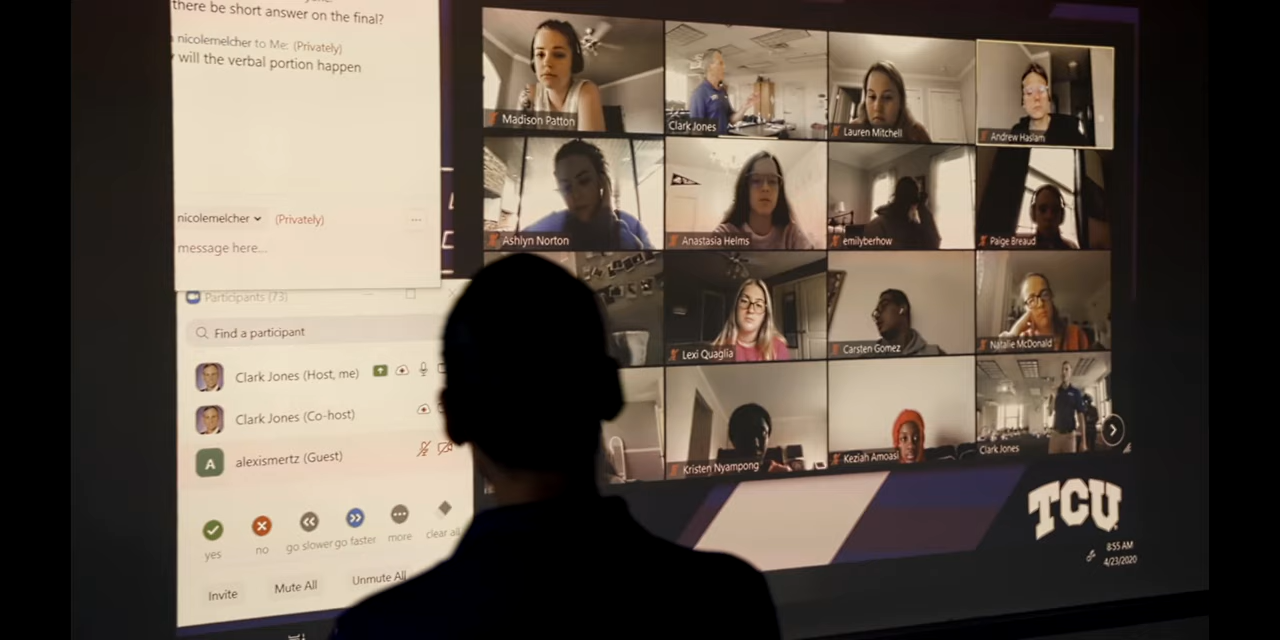 there be short answer on the final?
nicolemelcher to Me: (Privately)
will the verbal portion happen
nicolemelcher (Privately)
message here...
Participants (73)
Find a participant
Clark Jones (Host, me)
Clark Jones (Co-host)
A alexismertz (Guest)
yes no go slower go faster more clear all
Invite Mute All Unmute All
Madison Patton
Clark Jones
Lauren Mitchell
Andrew Haslam
Ashlyn Norton
Anastasia Helms
emilyberhow
Paige Breaud
Lexi Quaglia
Carsten Gomez
Natalie McDonald
Kristen Nyampong
Keziah Amoasi
Clark Jones
TCU
8:55 AM
4/23/2020